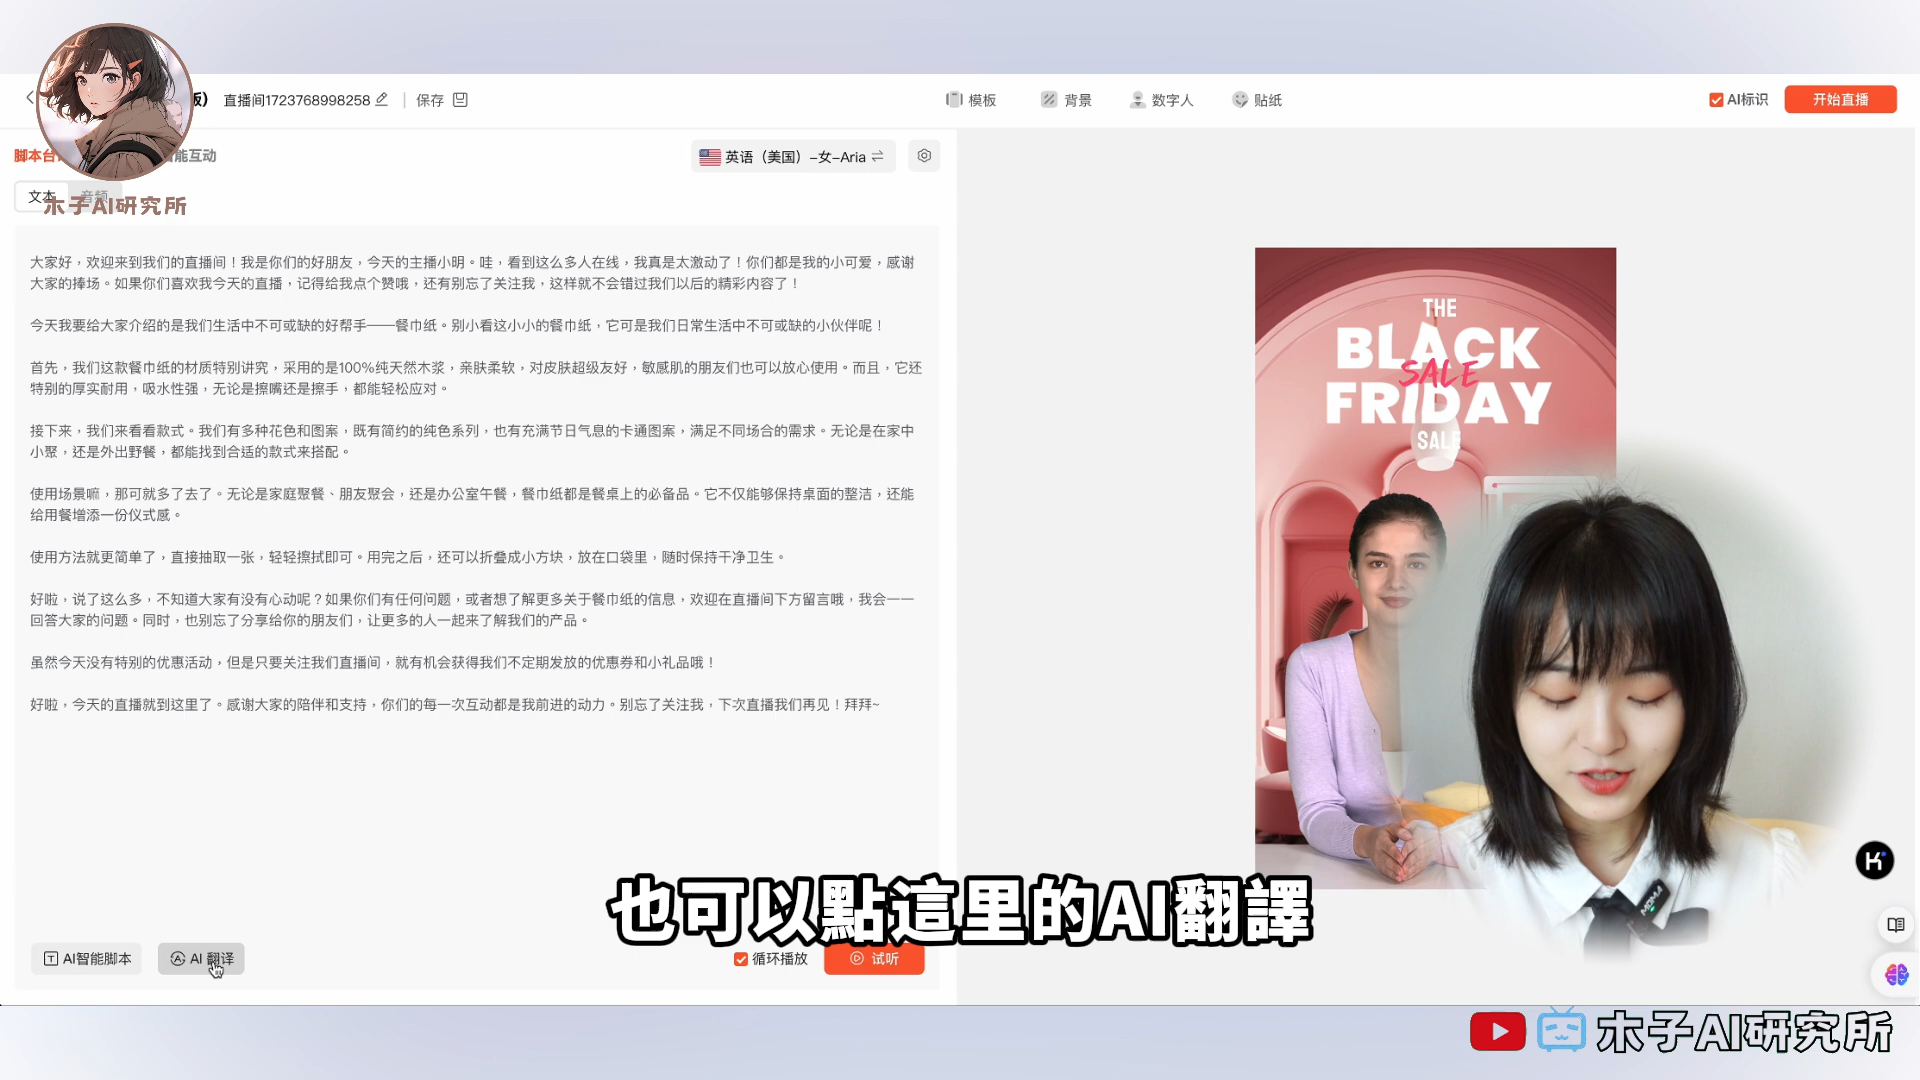 版)
直播间1723768998258
保存
模板
背景
数字人
贴纸
AI标识
开始直播
脚本台
能互动
英语（美国）-女-Aria
文本
音频
木子AI研究所
大家好，欢迎来到我们的直播间！我是你们的好朋友，今天的主播小明。哇，看到这么多人在线，我真是太激动了！你们都是我的小可爱，感谢
大家的捧场。如果你们喜欢我今天的直播，记得给我点个赞哦，还有别忘了关注我，这样就不会错过我们以后的精彩内容了！
今天我要给大家介绍的是我们生活中不可或缺的好帮手——餐巾纸。别小看这小小的餐巾纸，它可是我们日常生活中不可或缺的小伙伴呢！
首先，我们这款餐巾纸的材质特别讲究，采用的是100%纯天然木浆，亲肤柔软，对皮肤超级友好，敏感肌的朋友们也可以放心使用。而且，它还
特别的厚实耐用，吸水性强，无论是擦嘴还是擦手，都能轻松应对。
接下来，我们来看看款式。我们有多种花色和图案，既有简约的纯色系列，也有充满节日气息的卡通图案，满足不同场合的需求。无论是在家中
小聚，还是外出野餐，都能找到合适的款式来搭配。
使用场景嘛，那可就多了去了。无论是家庭聚餐、朋友聚会，还是办公室午餐，餐巾纸都是餐桌上的必备品。它不仅能够保持桌面的整洁，还能
给用餐增添一份仪式感。
使用方法就更简单了，直接抽取一张，轻轻擦拭即可。用完之后，还可以折叠成小方块，放在口袋里，随时保持干净卫生。
好啦，说了这么多，不知道大家有没有心动呢？如果你们有任何问题，或者想了解更多关于餐巾纸的信息，欢迎在直播间下方留言哦，我会一一
回答大家的问题。同时，也别忘了分享给你的朋友们，让更多的人一起来了解我们的产品。
虽然今天没有特别的优惠活动，但是只要关注我们直播间，就有机会获得我们不定期发放的优惠券和小礼品哦！
好啦，今天的直播就到这里了。感谢大家的陪伴和支持，你们的每一次互动都是我前进的动力。别忘了关注我，下次直播我们再见！拜拜~
THE
BLACK
SALE
FRIDAY
SALE
MOMA
也可以點這里的AI翻譯
AI智能脚本
AI 翻译
循环播放
试听
木子AI研究所